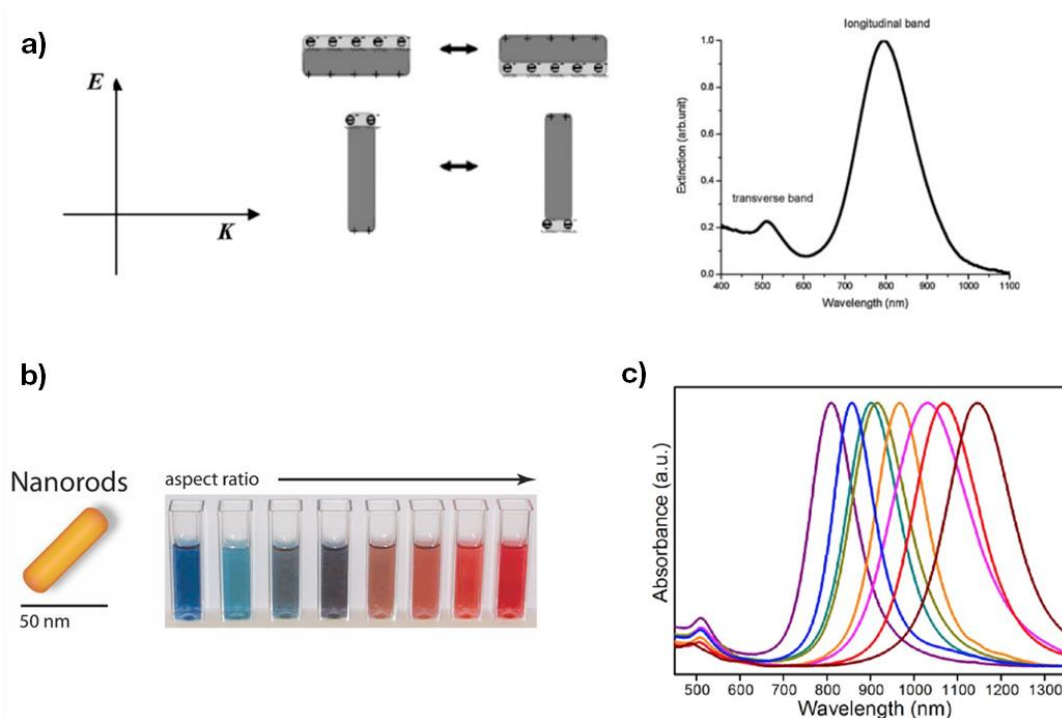 a)
E
K
longitudinal band
transverse band
Extinction (arb.unit)
1.0
0.8
0.6
0.4
0.2
0.0
400 500 600 700 800 900 1000 1100
Wavelength (nm)
b)
Nanorods
50 nm
aspect ratio
c)
Absorbance (a.u.)
500 600 700 800 900 1000 1100 1200 1300
Wavelength (nm)